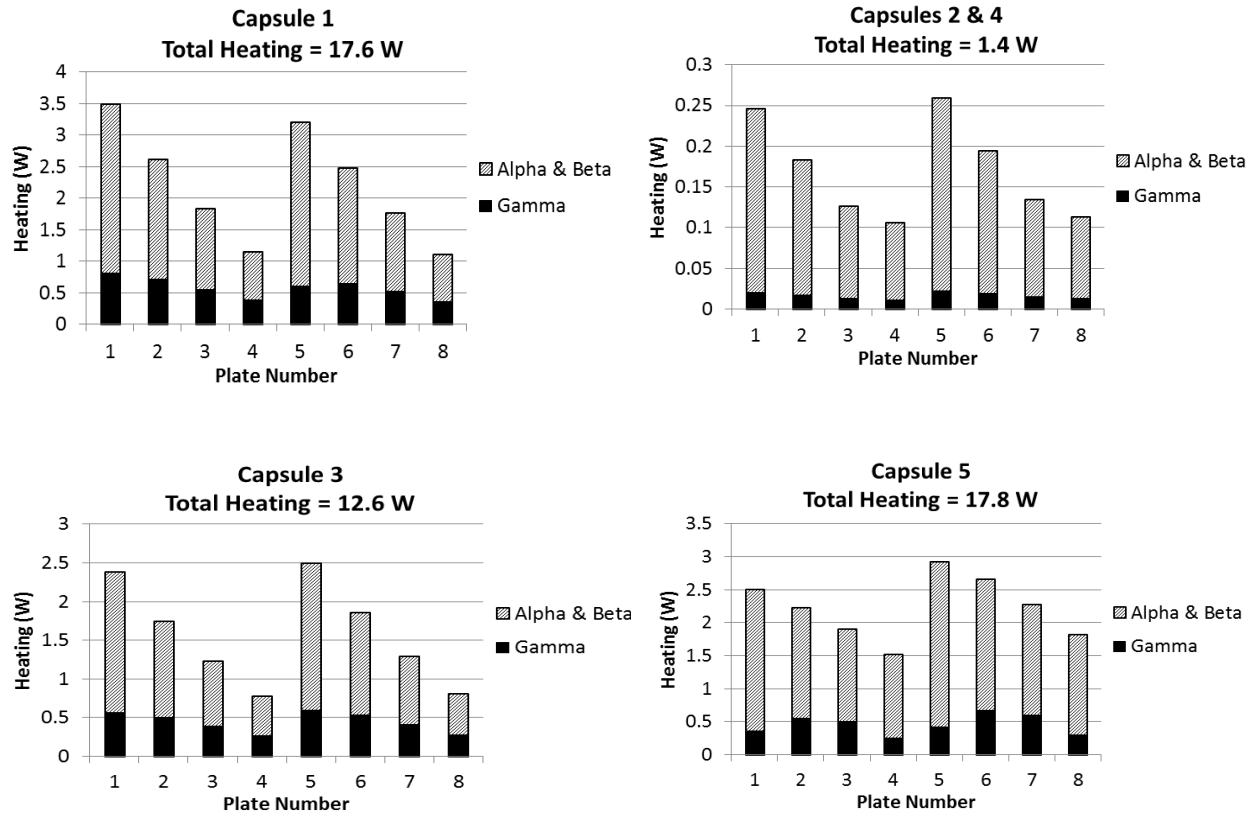 Capsule 1
Total Heating = 17.6 W
4
3.5
3
2.5
2
1.5
1
0.5
0
Heating (W)
1 2 3 4 5 6 7 8
Plate Number
Alpha & Beta
Gamma
Capsules 2 & 4
Total Heating = 1.4 W
0.3
0.25
0.2
0.15
0.1
0.05
0
Heating (W)
1 2 3 4 5 6 7 8
Plate Number
Alpha & Beta
Gamma
Capsule 3
Total Heating = 12.6 W
3
2.5
2
1.5
1
0.5
0
Heating (W)
1 2 3 4 5 6 7 8
Plate Number
Alpha & Beta
Gamma
Capsule 5
Total Heating = 17.8 W
3.5
3
2.5
2
1.5
1
0.5
0
Heating (W)
1 2 3 4 5 6 7 8
Plate Number
Alpha & Beta
Gamma